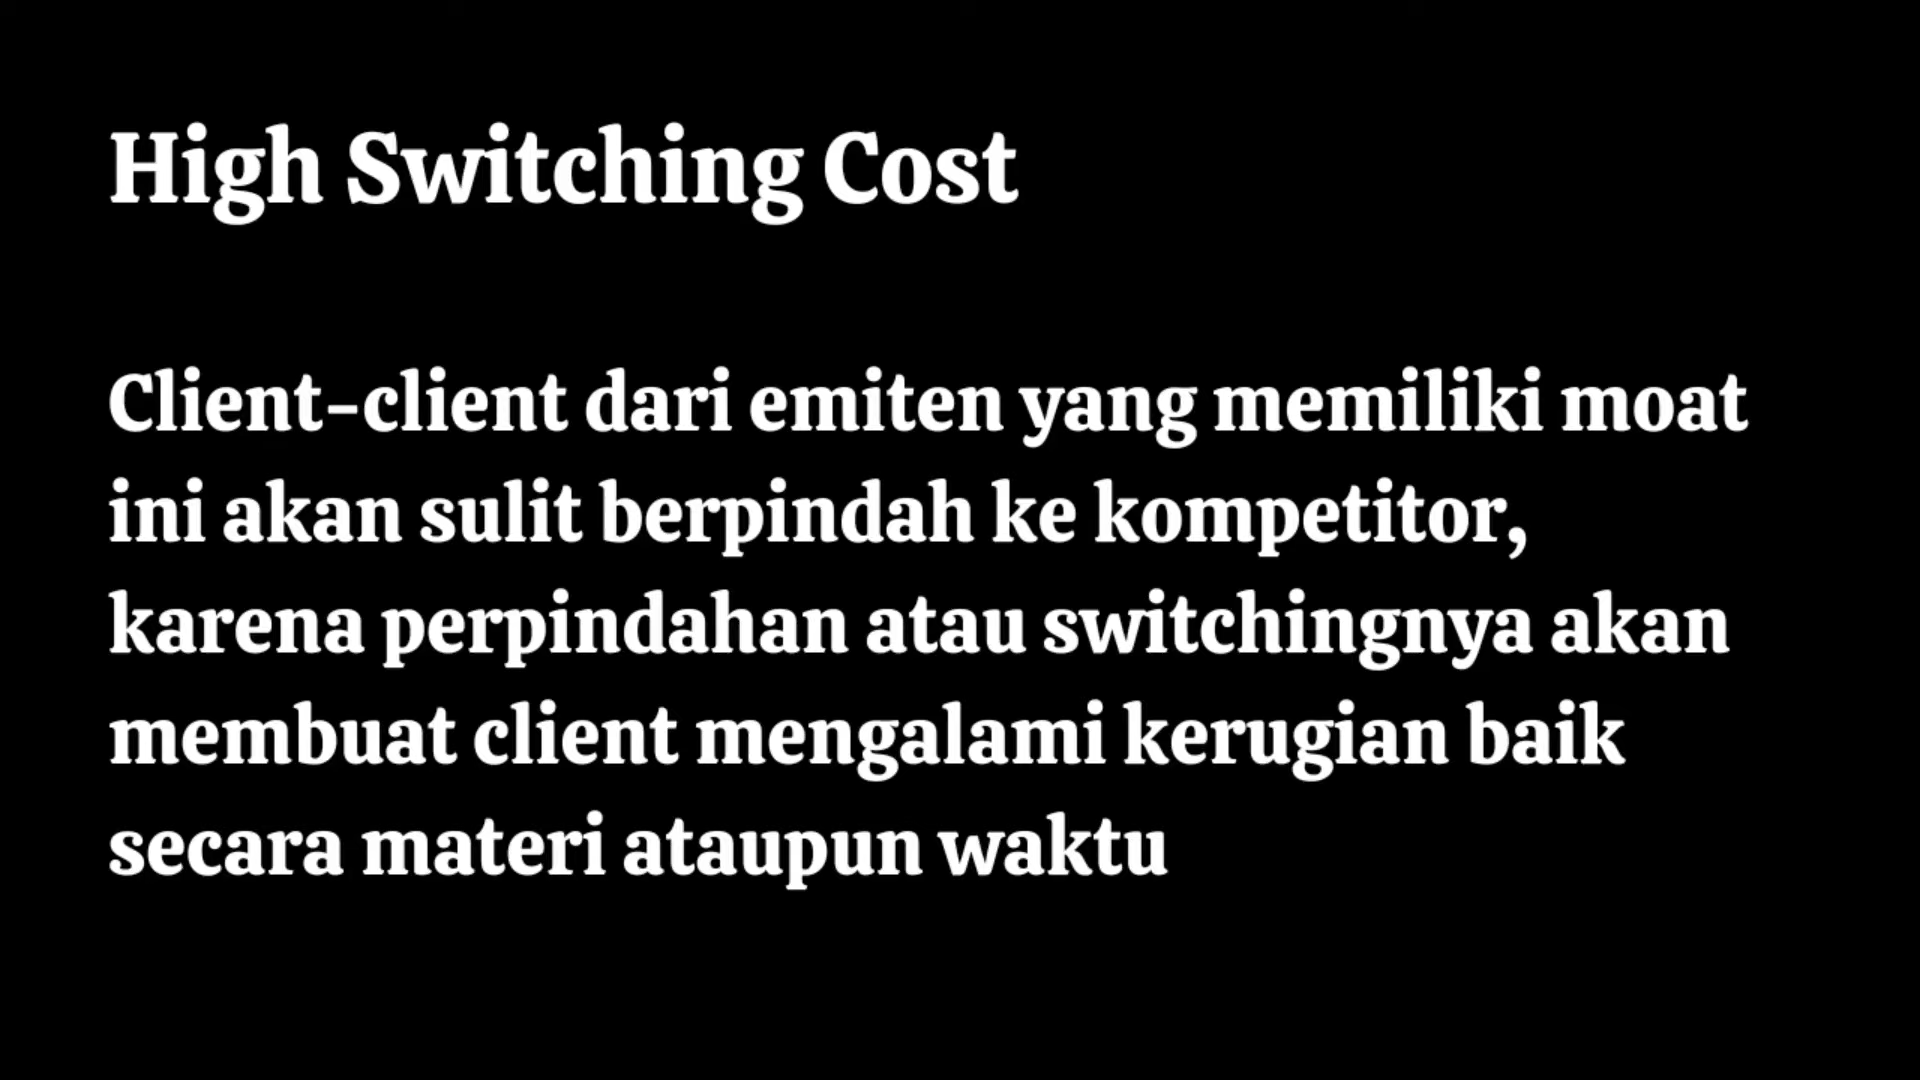 High Switching Cost
Client-client dari emiten yang memiliki moat
ini akan sulit berpindah ke kompetitor,
karena perpindahan atau switchingnya akan
membuat client mengalami kerugian baik
secara materi ataupun waktu